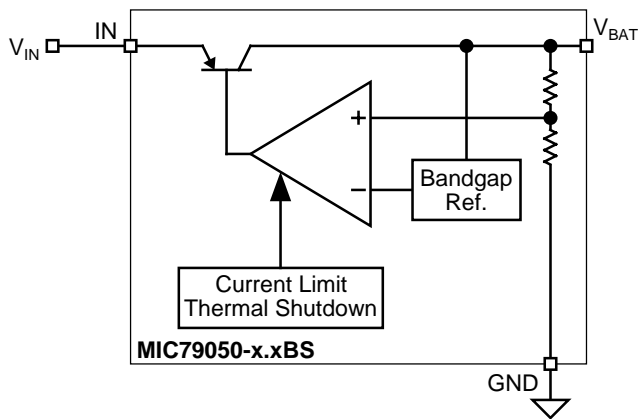 IN
V_BAT
V_IN
+
–
Bandgap
Ref.
Current Limit
Thermal Shutdown
MIC79050-x.xBS
GND